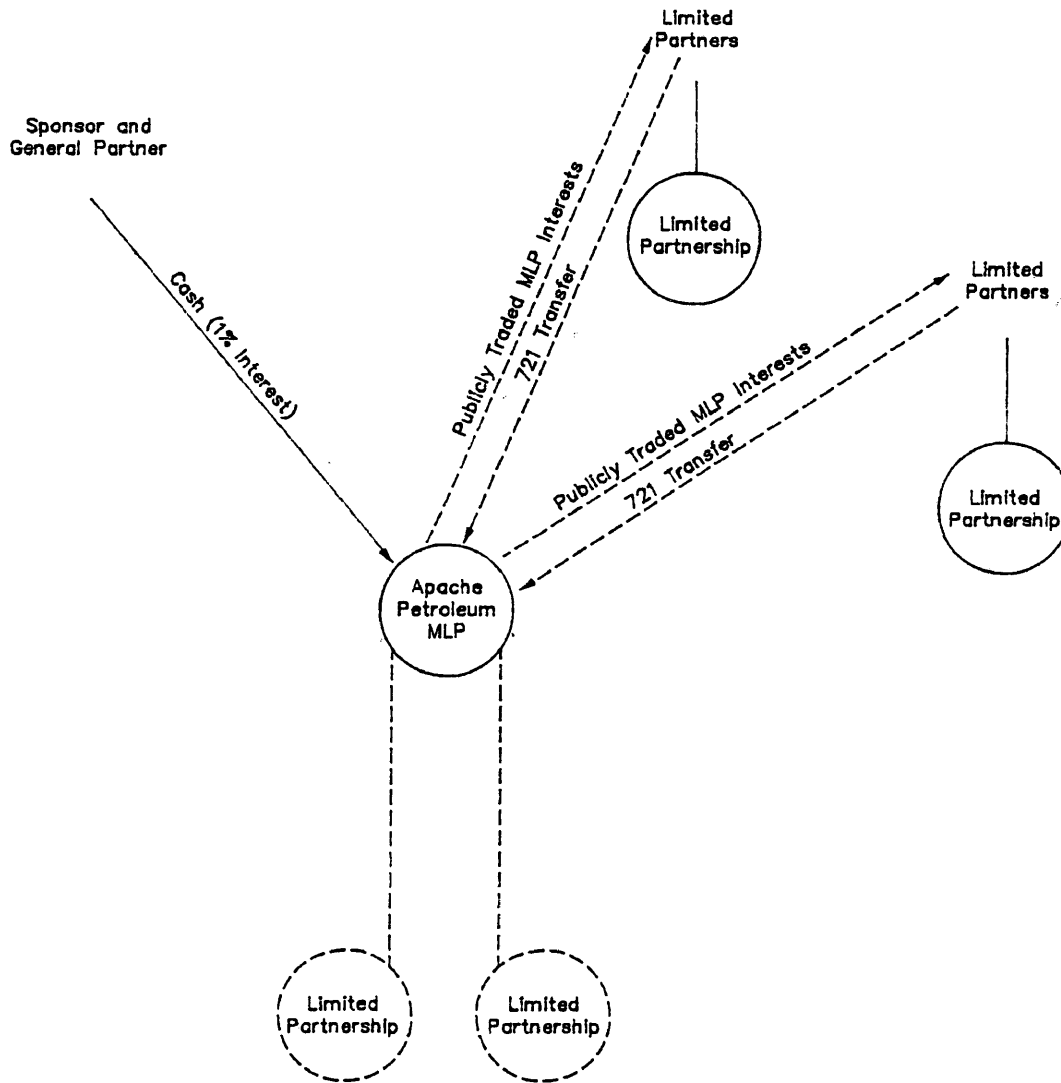 Limited
Partners
Sponsor and
General Partner
Cash (1% Interest)
Publicly Traded MLP Interests
721 Transfer
Limited
Partnership
Limited
Partners
Publicly Traded MLP Interests
721 Transfer
Limited
Partnership
Apache
Petroleum
MLP
Limited
Partnership
Limited
Partnership